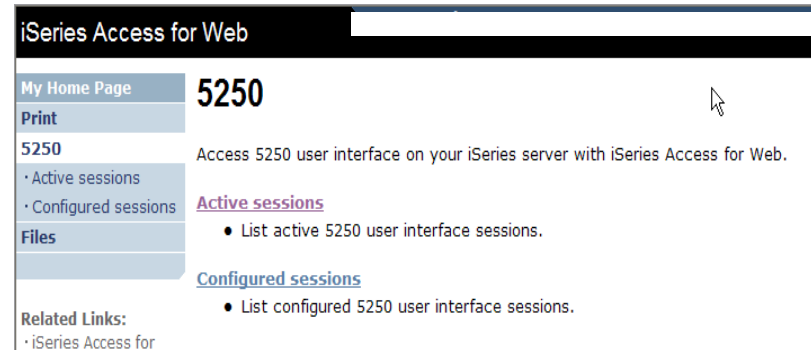 iSeries Access for Web
My Home Page
Print
5250
· Active sessions
· Configured sessions
Files
Related Links:
· iSeries Access for
5250
Access 5250 user interface on your iSeries server with iSeries Access for Web.
Active sessions
● List active 5250 user interface sessions.
Configured sessions
● List configured 5250 user interface sessions.